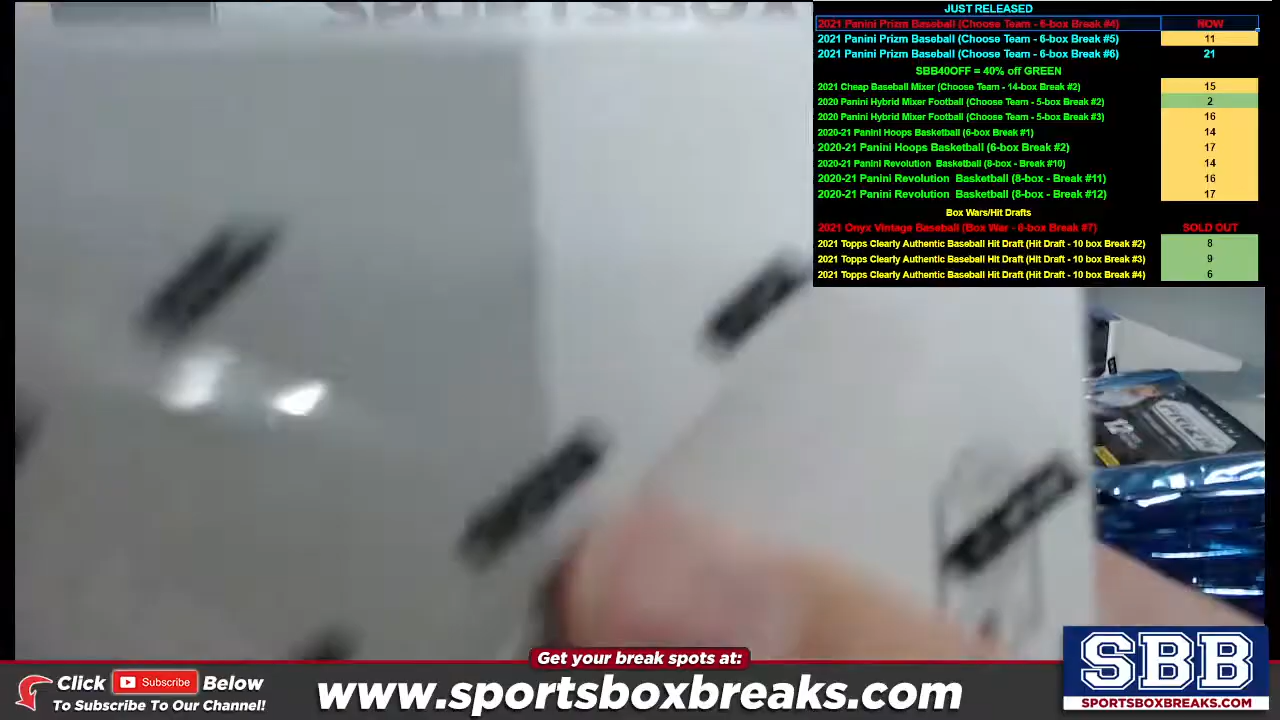 JUST RELEASED
2021 Panini Prizm Baseball (Choose Team - 6-box Break #4) NOW
2021 Panini Prizm Baseball (Choose Team - 6-box Break #5) 11
2021 Panini Prizm Baseball (Choose Team - 6-box Break #6) 21
SBB40OFF = 40% off GREEN
2021 Cheap Baseball Mixer (Choose Team - 14-box Break #2) 15
2020 Panini Hybrid Mixer Football (Choose Team - 5-box Break #2) 2
2020 Panini Hybrid Mixer Football (Choose Team - 5-box Break #3) 16
2020-21 Panini Hoops Basketball (6-box Break #1) 14
2020-21 Panini Hoops Basketball (6-box Break #2) 17
2020-21 Panini Revolution Basketball (8-box - Break #10) 14
2020-21 Panini Revolution Basketball (8-box - Break #11) 16
2020-21 Panini Revolution Basketball (8-box - Break #12) 17
Box Wars/Hit Drafts
2021 Onyx Vintage Baseball (Box War - 6-box Break #7) SOLD OUT
2021 Topps Clearly Authentic Baseball Hit Draft (Hit Draft - 10 box Break #2) 8
2021 Topps Clearly Authentic Baseball Hit Draft (Hit Draft - 10 box Break #3) 9
2021 Topps Clearly Authentic Baseball Hit Draft (Hit Draft - 10 box Break #4) 6
PRIZM
Get your break spots at:
Click Subscribe Below
To Subscribe To Our Channel!
www.sportsboxbreaks.com
SBB
SPORTSBOXBREAKS.COM